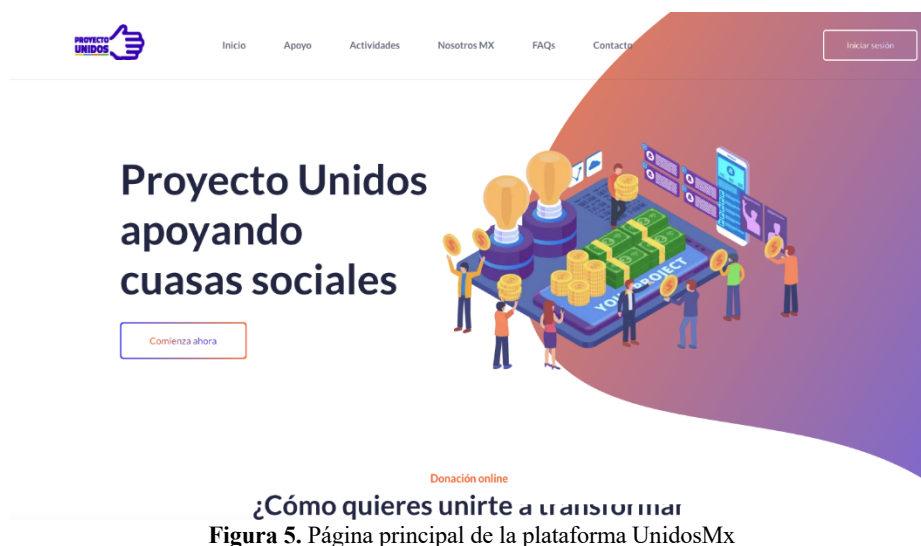 PROYECTO
UNIDOS
Inicio Apoyo Actividades Nosotros MX FAQs Contacto Iniciar sesión
Proyecto Unidos
apoyando
cuasas sociales
YOUR PROJECT
Comienza ahora
Donación online
¿Cómo quieres unirte a transformar
Figura 5. Página principal de la plataforma UnidosMx